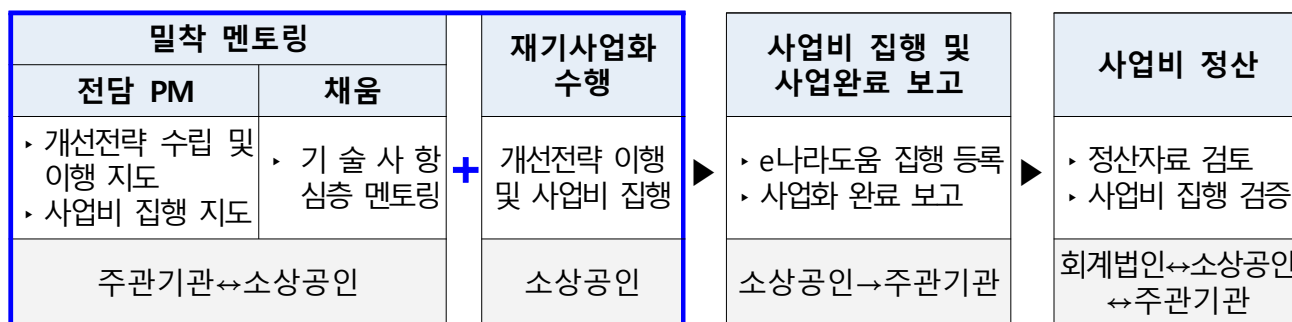 밀착 멘토링
전담 PM
채움
‣ 개선전략 수립 및
이행 지도
‣ 사업비 집행 지도
‣ 기 술 사 항
심층 멘토링
주관기관↔소상공인
+
재기사업화
수행
개선전략 이행
및 사업비 집행
소상공인
▶
사업비 집행 및
사업완료 보고
‣ e나라도움 집행 등록
‣ 사업화 완료 보고
소상공인→주관기관
▶
사업비 정산
‣ 정산자료 검토
‣ 사업비 집행 검증
회계법인↔소상공인
↔주관기관